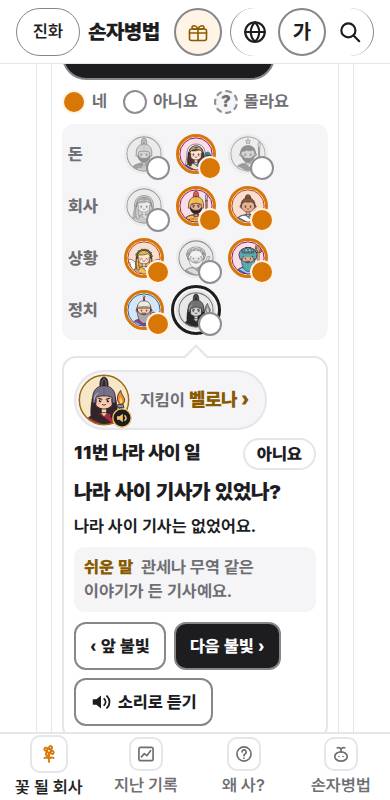 진화
손자병법
가
네
아니요
?
몰라요
돈
회사
상황
정치
지킴이 벨로나 ›
11번 나라 사이 일
아니요
나라 사이 기사가 있었나?
나라 사이 기사는 없었어요.
쉬운 말 관세나 무역 같은
이야기가 든 기사예요.
‹ 앞 불빛
다음 불빛 ›
소리로 듣기
꽃 될 회사
지난 기록
왜 사?
손자병법